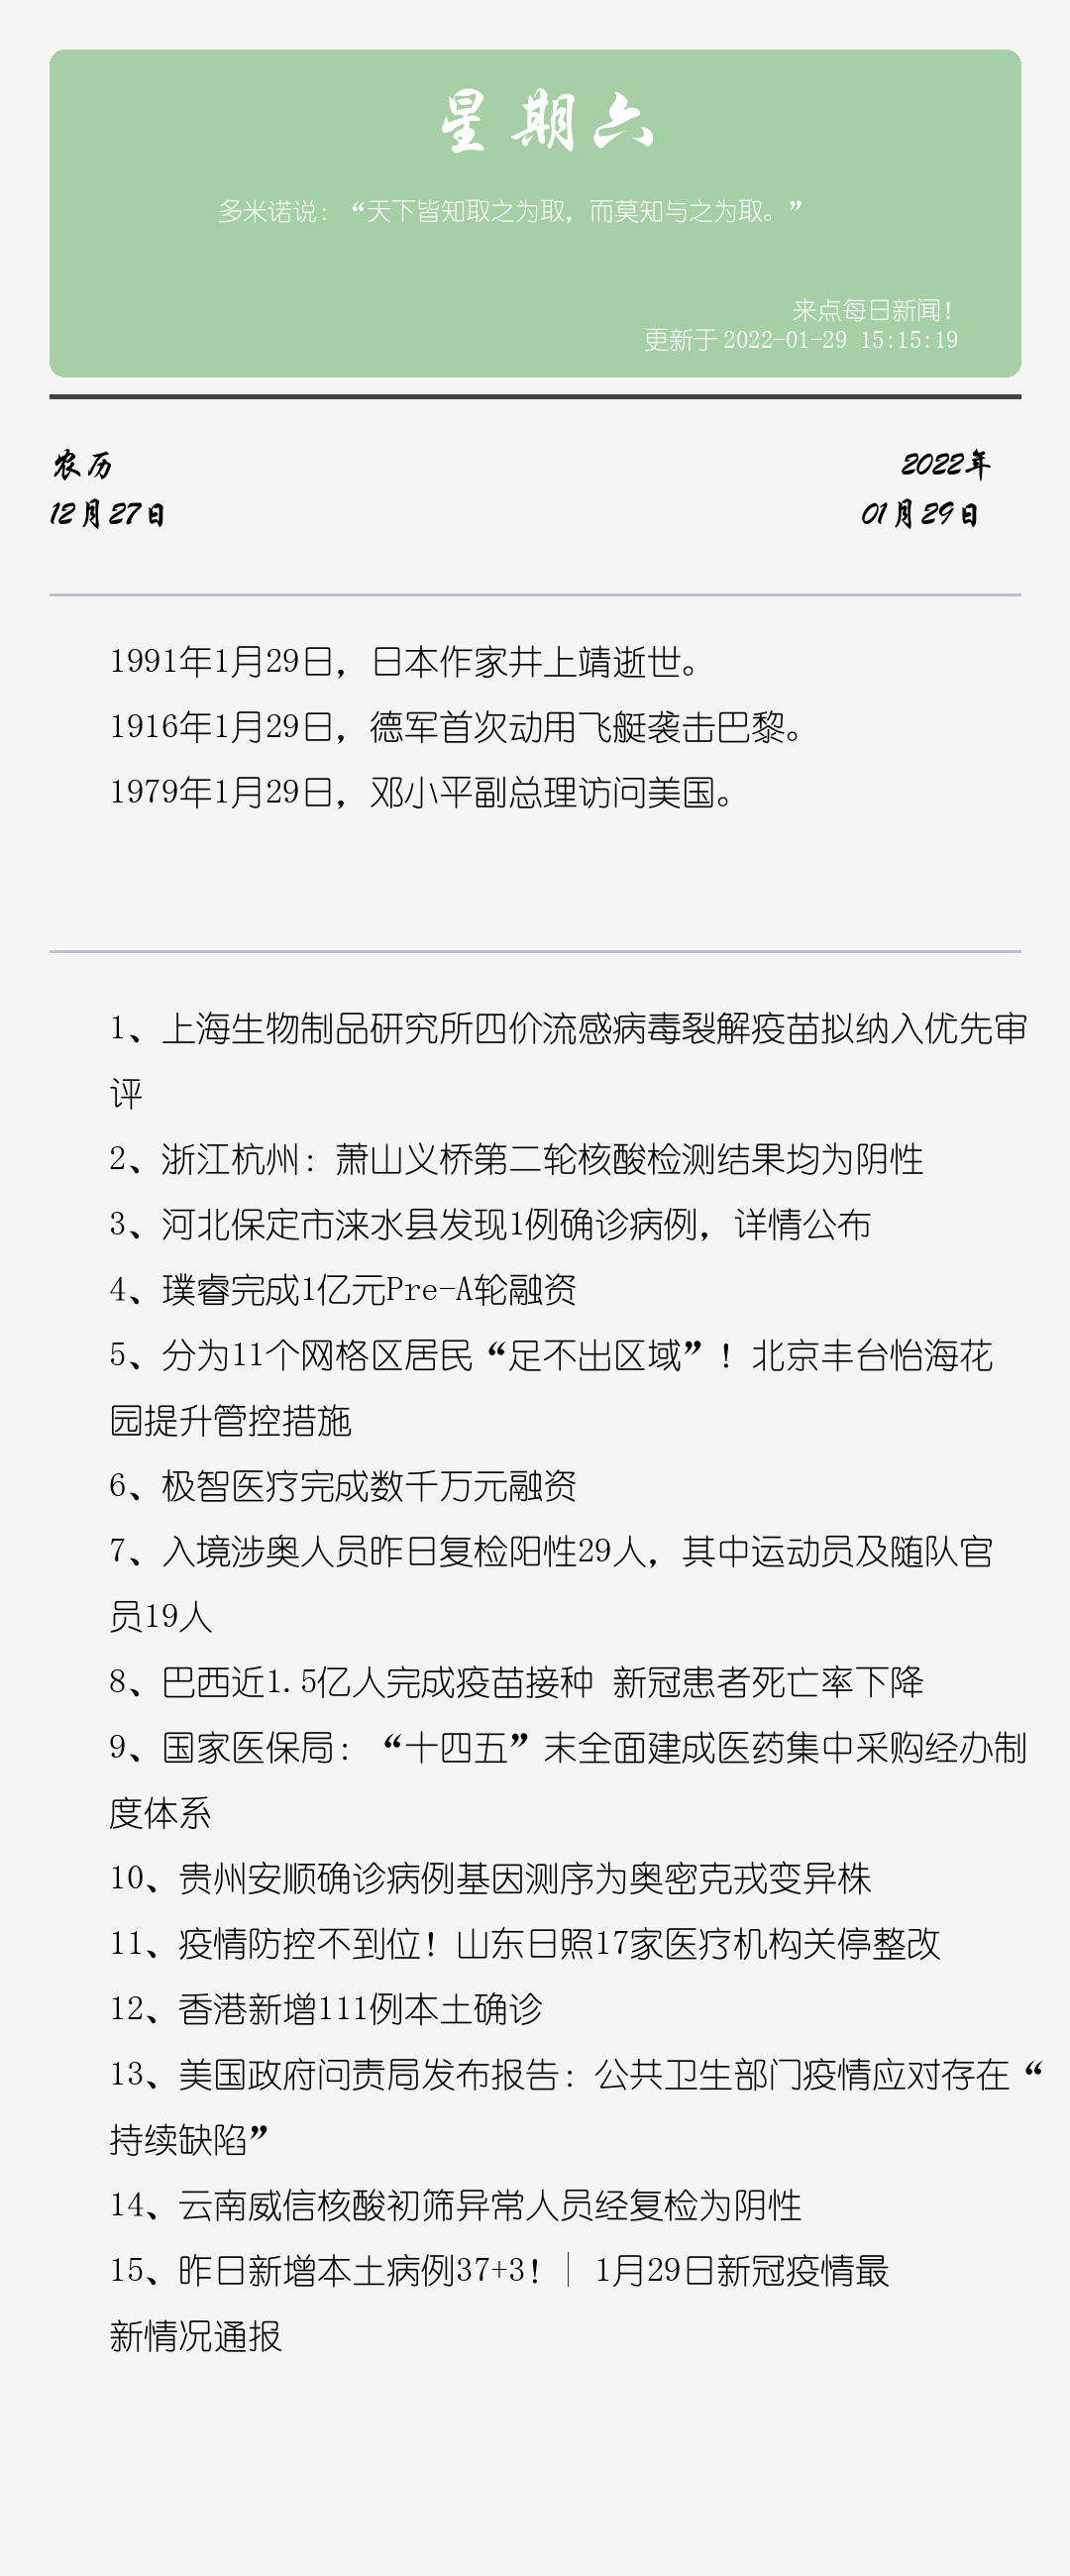 星期六
多米诺说：“天下皆知取之为取，而莫知与之为取。”
来点每日新闻！
更新于 2022-01-29 15:15:19
农历
12月27日
2022年
01月29日
1991年1月29日，日本作家井上靖逝世。
1916年1月29日，德军首次动用飞艇袭击巴黎。
1979年1月29日，邓小平副总理访问美国。
1、上海生物制品研究所四价流感病毒裂解疫苗拟纳入优先审
评
2、浙江杭州：萧山义桥第二轮核酸检测结果均为阴性
3、河北保定市涞水县发现1例确诊病例，详情公布
4、璞睿完成1亿元Pre-A轮融资
5、分为11个网格区居民“足不出区域”！北京丰台怡海花
园提升管控措施
6、极智医疗完成数千万元融资
7、入境涉奥人员昨日复检阳性29人，其中运动员及随队官
员19人
8、巴西近1.5亿人完成疫苗接种 新冠患者死亡率下降
9、国家医保局：“十四五”末全面建成医药集中采购经办制
度体系
10、贵州安顺确诊病例基因测序为奥密克戎变异株
11、疫情防控不到位！山东日照17家医疗机构关停整改
12、香港新增111例本土确诊
13、美国政府问责局发布报告：公共卫生部门疫情应对存在“
持续缺陷”
14、云南威信核酸初筛异常人员经复检为阴性
15、昨日新增本土病例37+3！｜ 1月29日新冠疫情最
新情况通报